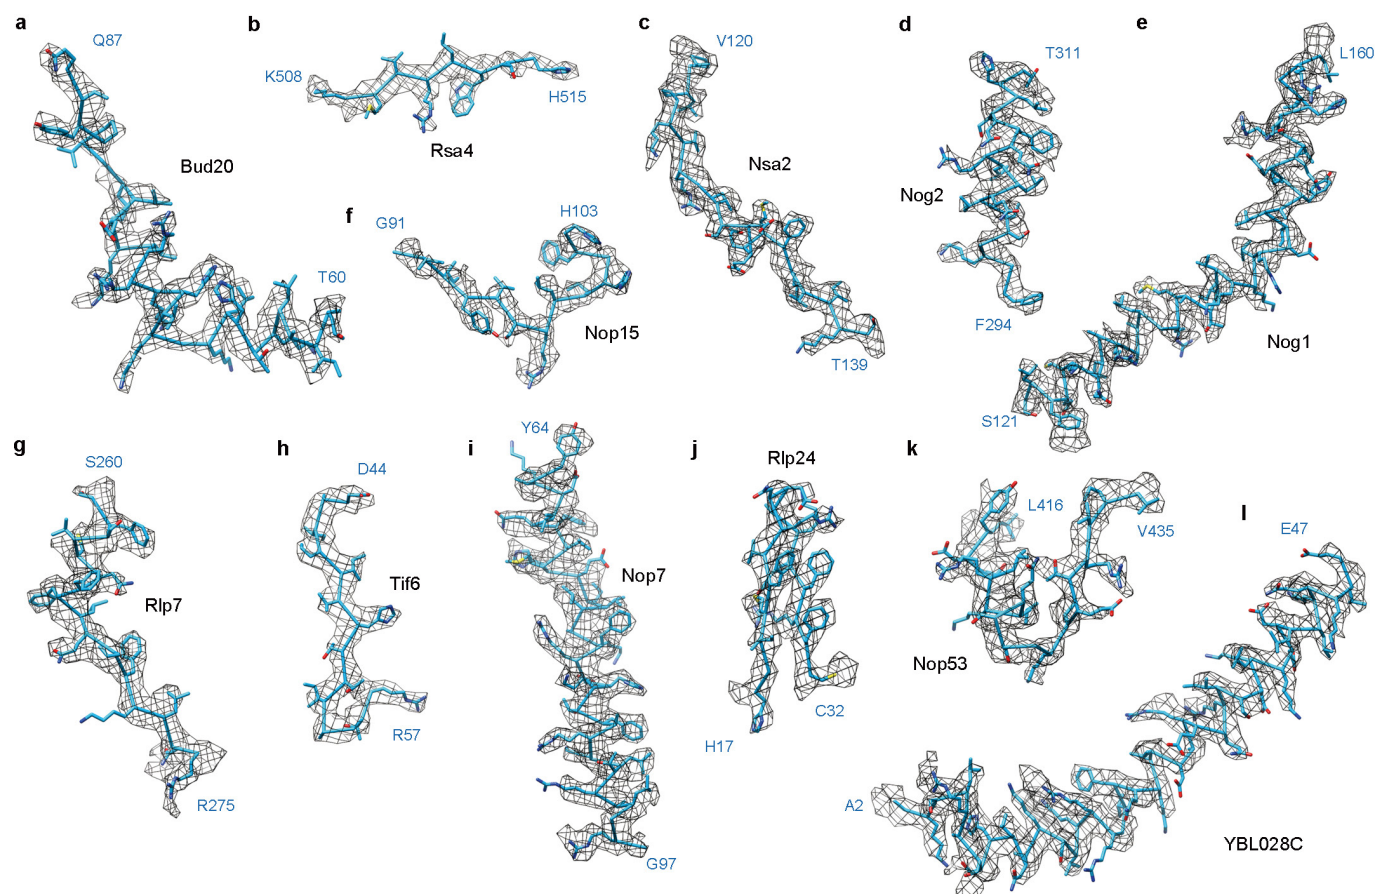 a
Q87
Bud20
T60
b
K508
H515
Rsa4
c
V120
Nsa2
T139
d
T311
Nog2
F294
e
L160
Nog1
S121
f
G91
H103
Nop15
g
S260
Rlp7
R275
h
D44
Tif6
R57
i
Y64
Nop7
G97
j
Rlp24
C32
H17
k
L416
V435
Nop53
l
E47
A2
YBL028C